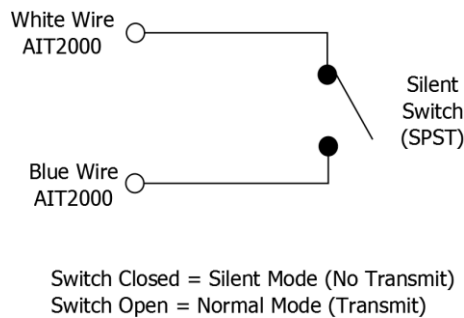 White Wire
AIT2000
Silent
Switch
(SPST)
Blue Wire
AIT2000
Switch Closed = Silent Mode (No Transmit)
Switch Open = Normal Mode (Transmit)